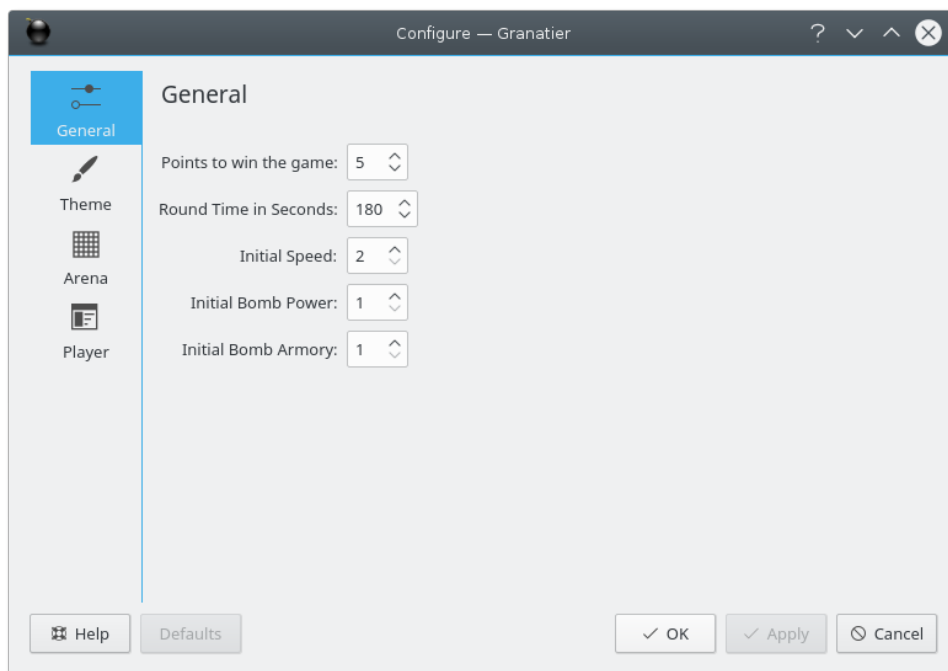 Configure — Granatier
General
General
Theme
Arena
Player
Points to win the game: 5
Round Time in Seconds: 180
Initial Speed: 2
Initial Bomb Power: 1
Initial Bomb Armory: 1
Help Defaults OK Apply Cancel